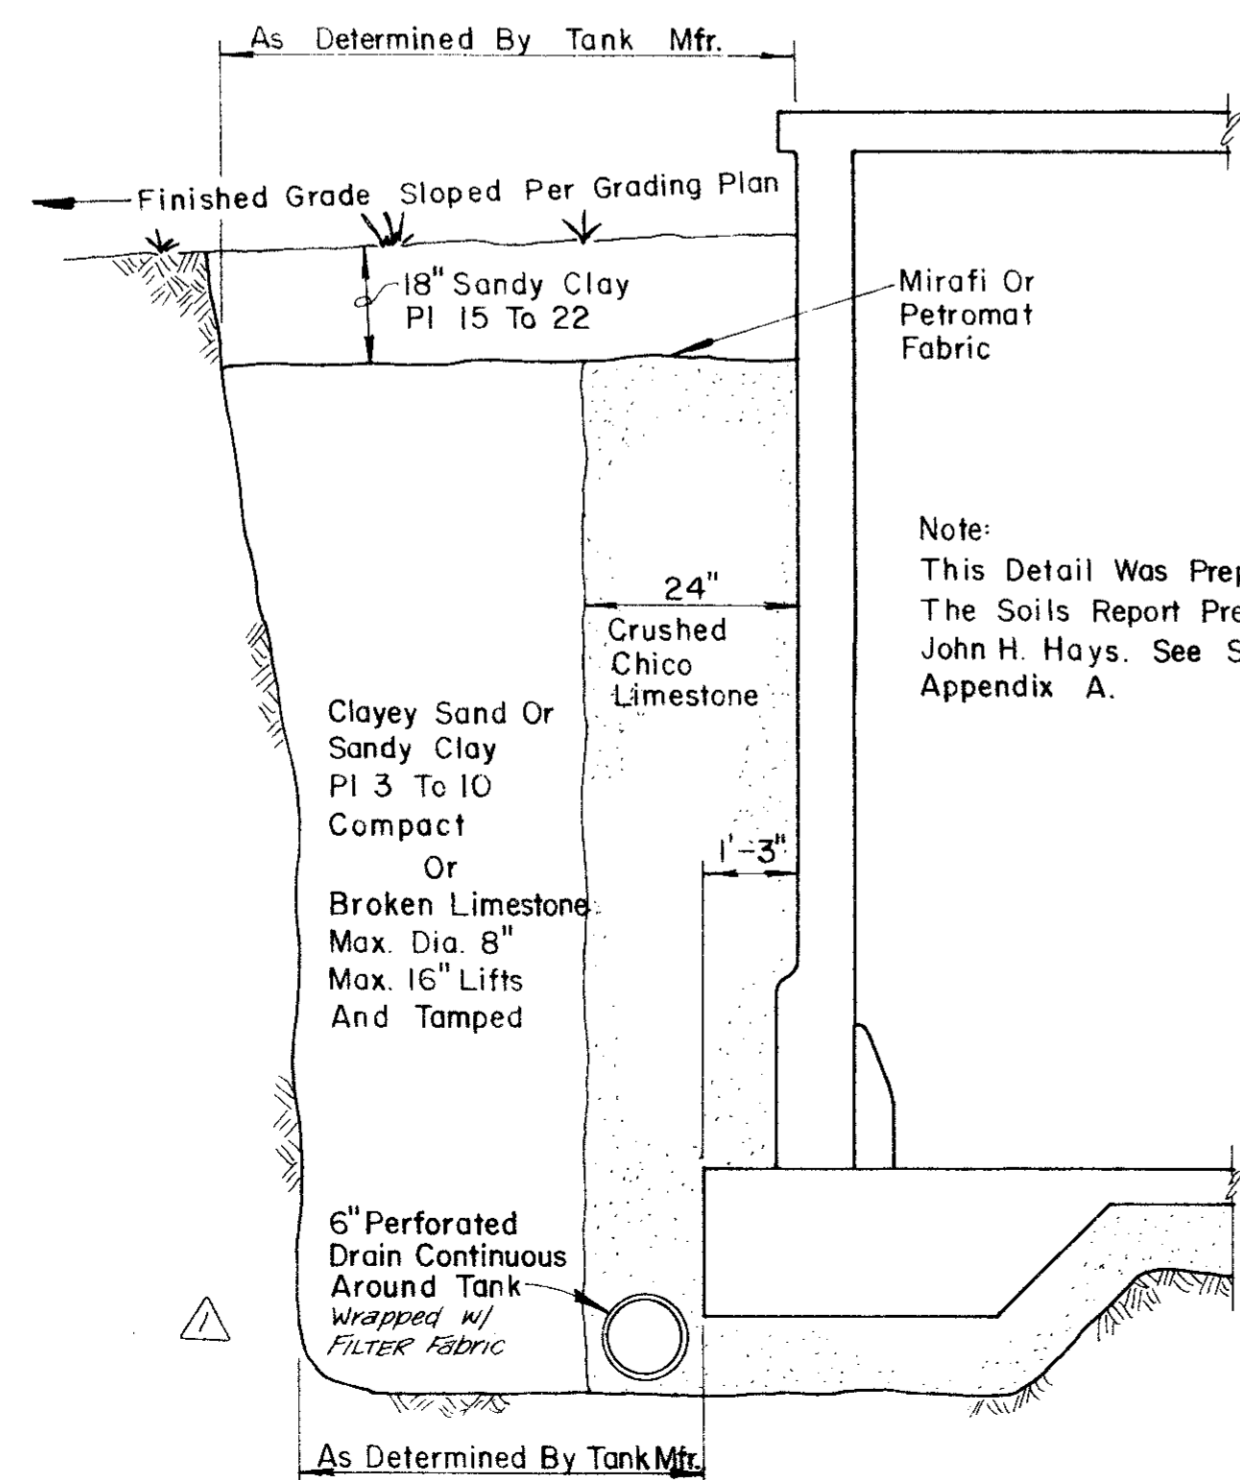 As Determined By Tank Mfr.
Finished Grade Sloped Per Grading Plan
18" Sandy Clay
PI 15 To 22
Mirafi Or
Petromat
Fabric
24"
Crushed
Chico
Limestone
Note:
This Detail Was Prep
The Soils Report Pre
John H. Hays. See S
Appendix A.
Clayey Sand Or
Sandy Clay
PI 3 To 10
Compact
Or
Broken Limestone
Max. Dia. 8"
Max. 16" Lifts
And Tamped
1'-3"
6" Perforated
Drain Continuous
Around Tank
Wrapped w/
FILTER Fabric
1
As Determined By Tank Mfr.